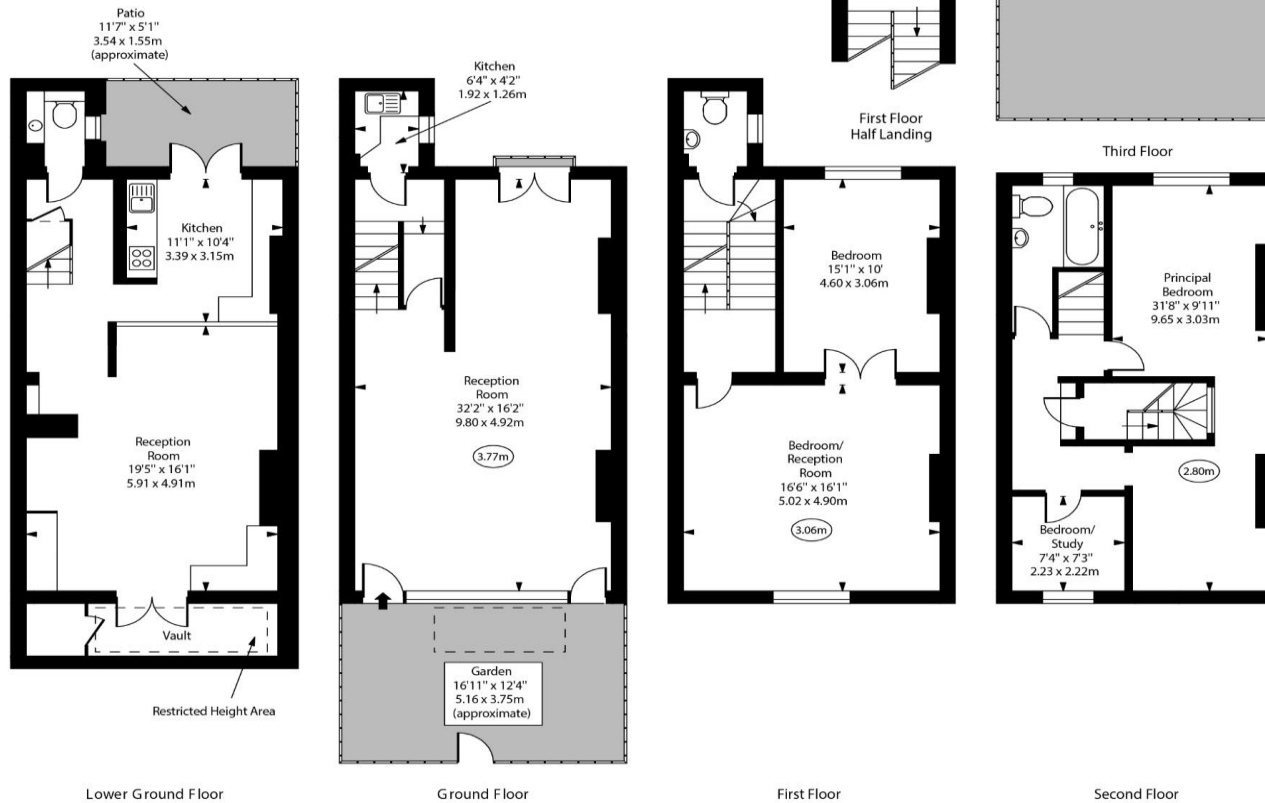 Patio
11'7" x 5'1"
3.54 x 1.55m
(approximate)
Kitchen
11'1" x 10'4"
3.39 x 3.15m
Reception
Room
19'5" x 16'1"
5.91 x 4.91m
Vault
Restricted Height Area
Lower Ground Floor
Kitchen
6'4" x 4'2"
1.92 x 1.26m
Reception
Room
32'2" x 16'2"
9.80 x 4.92m
3.77m
Garden
16'11" x 12'4"
5.16 x 3.75m
(approximate)
Ground Floor
First Floor
Half Landing
Bedroom
15'1" x 10'
4.60 x 3.06m
Bedroom/
Reception
Room
16'6" x 16'1"
5.02 x 4.90m
3.06m
First Floor
Third Floor
Principal
Bedroom
31'8" x 9'11"
9.65 x 3.03m
2.80m
Bedroom/
Study
7'4" x 7'3"
2.23 x 2.22m
Second Floor